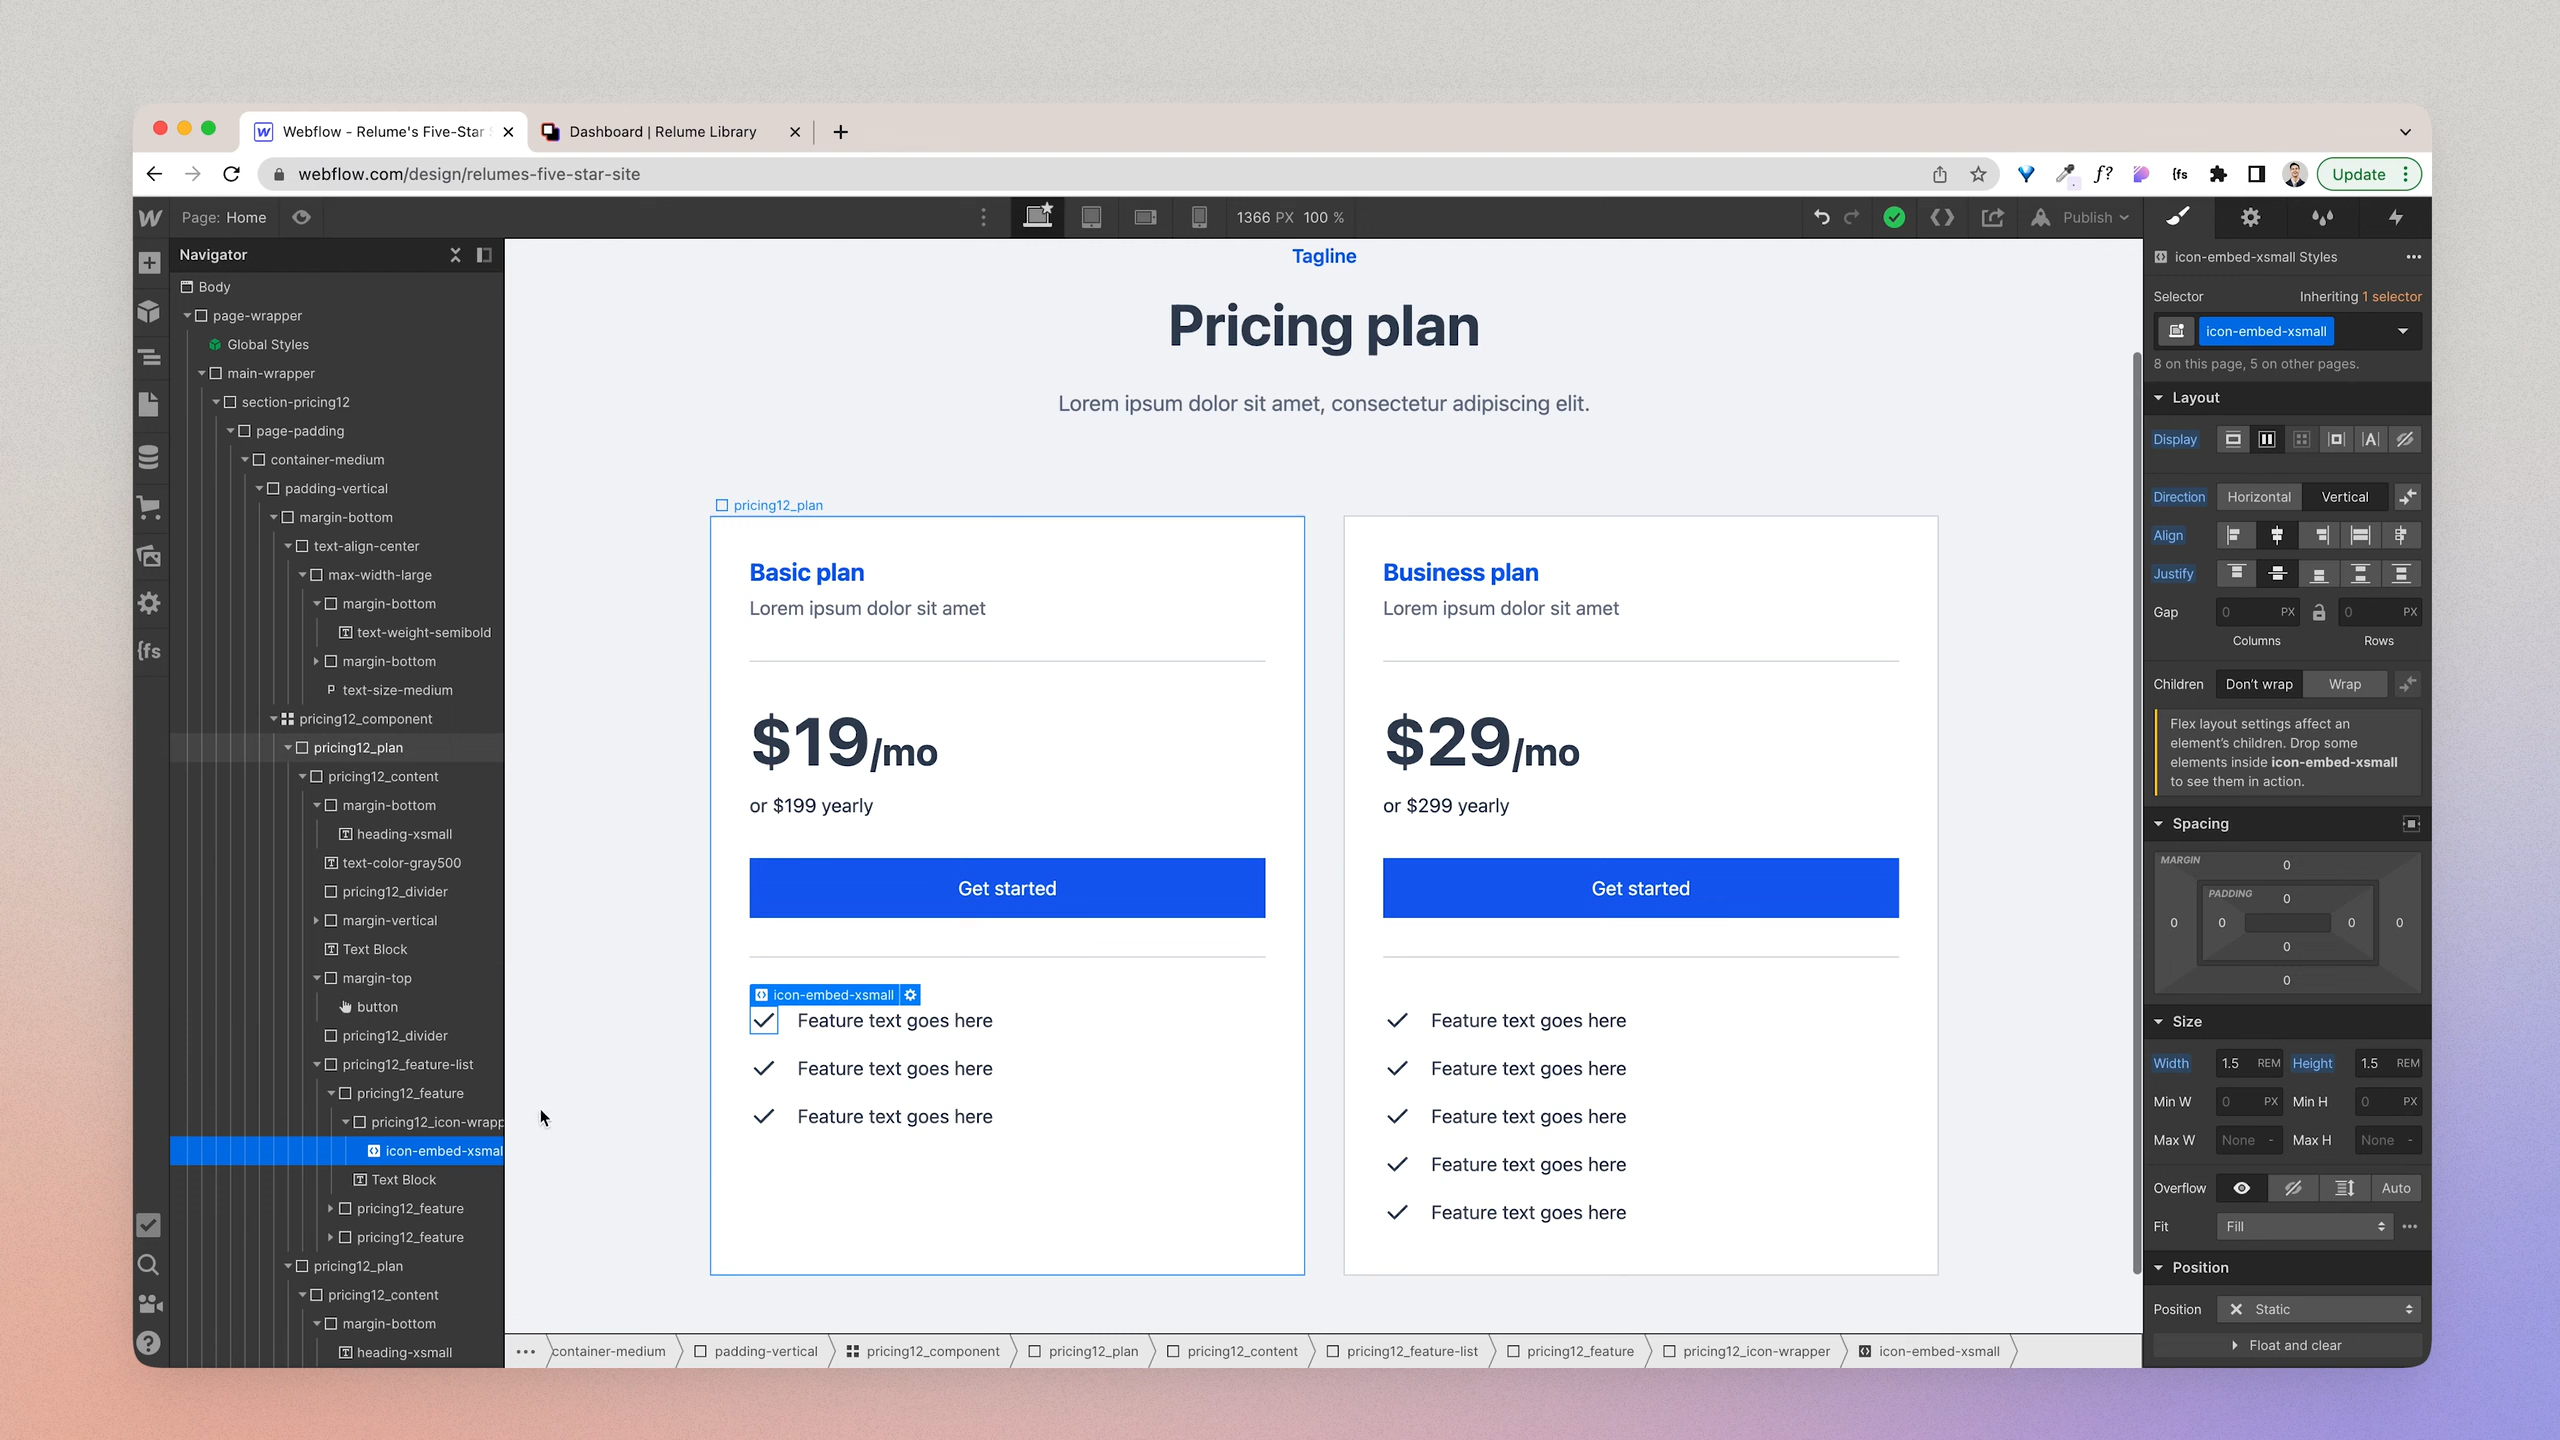 Webflow - Relume's Five-Star S
Dashboard | Relume Library
webflow.com/design/relumes-five-star-site
f?
{fs
Update
Page: Home
1366 PX 100 %
Publish
Navigator
Body
page-wrapper
Global Styles
main-wrapper
section-pricing12
page-padding
container-medium
padding-vertical
margin-bottom
text-align-center
max-width-large
margin-bottom
text-weight-semibold
margin-bottom
text-size-medium
pricing12_component
pricing12_plan
pricing12_content
margin-bottom
heading-xsmall
text-color-gray500
pricing12_divider
margin-vertical
Text Block
margin-top
button
pricing12_divider
pricing12_feature-list
pricing12_feature
pricing12_icon-wrapp
icon-embed-xsmal
Text Block
pricing12_feature
pricing12_feature
pricing12_plan
pricing12_content
margin-bottom
heading-xsmall
{fs
Tagline
Pricing plan
Lorem ipsum dolor sit amet, consectetur adipiscing elit.
pricing12_plan
Basic plan
Lorem ipsum dolor sit amet
$19/mo
or $199 yearly
Get started
icon-embed-xsmall
Feature text goes here
Feature text goes here
Feature text goes here
Business plan
Lorem ipsum dolor sit amet
$29/mo
or $299 yearly
Get started
Feature text goes here
Feature text goes here
Feature text goes here
Feature text goes here
Feature text goes here
container-medium padding-vertical pricing12_component pricing12_plan pricing12_content pricing12_feature-list pricing12_feature pricing12_icon-wrapper icon-embed-xsmall
icon-embed-xsmall Styles
Selector Inheriting 1 selector
icon-embed-xsmall
8 on this page, 5 on other pages.
Layout
Display
Direction Horizontal Vertical
Align
Justify
Gap 0 PX 0 PX
Columns Rows
Children Don't wrap Wrap
Flex layout settings affect an
element's children. Drop some
elements inside icon-embed-xsmall
to see them in action.
Spacing
MARGIN
0
PADDING
0
0 0 0 0
0
0
Size
Width 1.5 REM Height 1.5 REM
Min W 0 PX Min H 0 PX
Max W None - Max H None -
Overflow Auto
Fit Fill
Position
Position Static
Float and clear